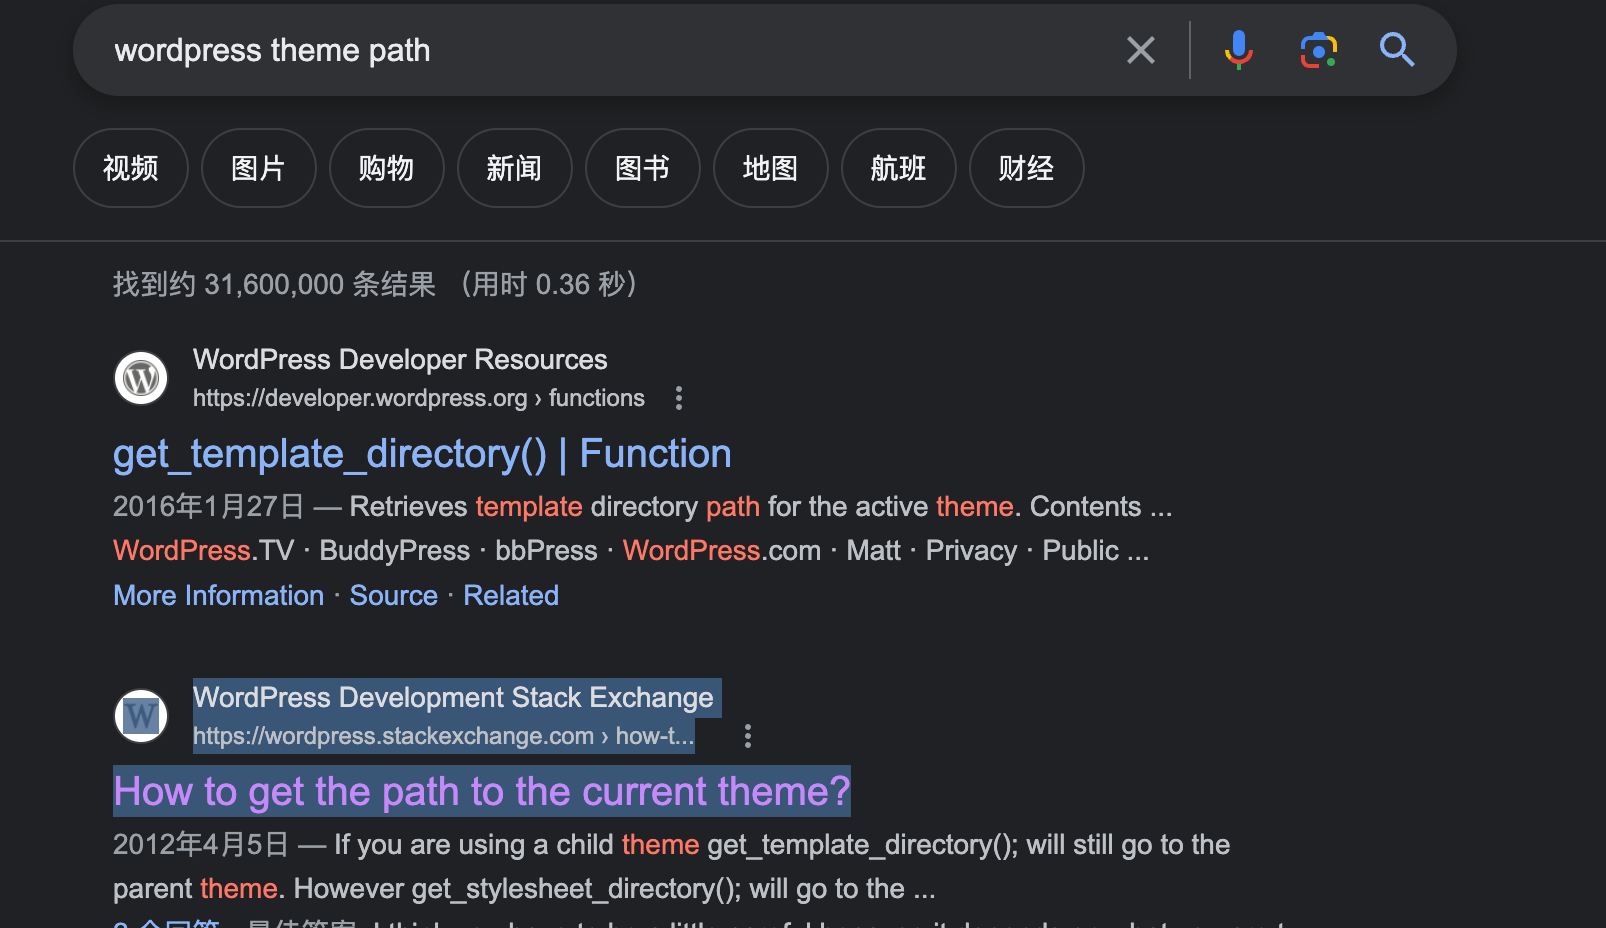 wordpress theme path
视频 图片 购物 新闻 图书 地图 航班 财经
找到约 31,600,000 条结果 （用时 0.36 秒）
WordPress Developer Resources
https://developer.wordpress.org › functions
get_template_directory() | Function
2016年1月27日 — Retrieves template directory path for the active theme. Contents ...
WordPress.TV · BuddyPress · bbPress · WordPress.com · Matt · Privacy · Public ...
More Information · Source · Related
WordPress Development Stack Exchange
https://wordpress.stackexchange.com › how-t...
How to get the path to the current theme?
2012年4月5日 — If you are using a child theme get_template_directory(); will still go to the
parent theme. However get_stylesheet_directory(); will go to the ...